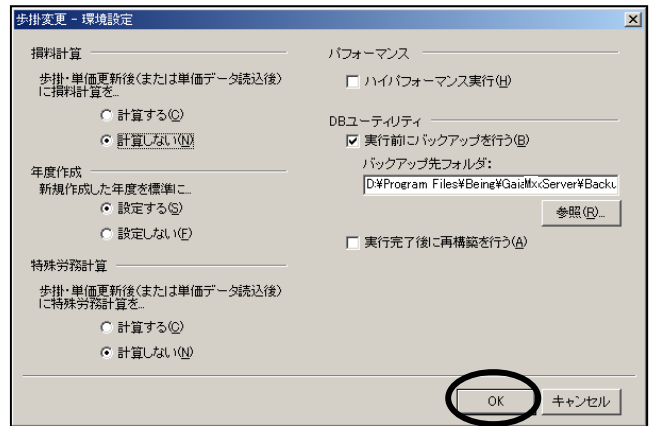 歩掛変更 - 環境設定
損料計算
歩掛・単価更新後(または単価データ読込後)
に損料計算を...
計算する(C)
計算しない(N)
年度作成
新規作成した年度を標準に...
設定する(S)
設定しない(F)
特殊労務計算
歩掛・単価更新後(または単価データ読込後)
に特殊労務計算を...
計算する(C)
計算しない(N)
パフォーマンス
ハイパフォーマンス実行(H)
DBユーティリティ
実行前にバックアップを行う(B)
バックアップ先フォルダ:
D:¥Program Files¥Being¥Gaia
Server¥Backu
参照(R)...
実行完了後に再構築を行う(A)
OK
キャンセル